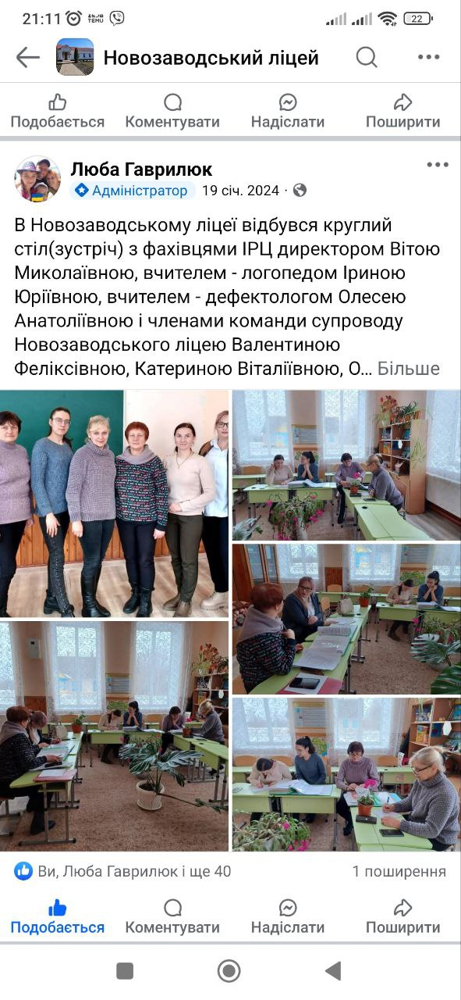 21:11
TEMU
22
Новозаводський ліцей
Подобається Коментувати Надіслати Поширити
Люба Гаврилюк
Адміністратор 19 січ. 2024 ·
В Новозаводському ліцеї відбувся круглий
стіл(зустріч) з фахівцями ІРЦ директором Вітою
Миколаївною, вчителем - логопедом Іриною
Юріївною, вчителем - дефектологом Олесею
Анатоліївною і членами команди супроводу
Новозаводського ліцею Валентиною
Феліксівною, Катериною Віталіївною, О... Більше
Ви, Люба Гаврилюк і ще 40
1 поширення
Подобається Коментувати Надіслати Поширити